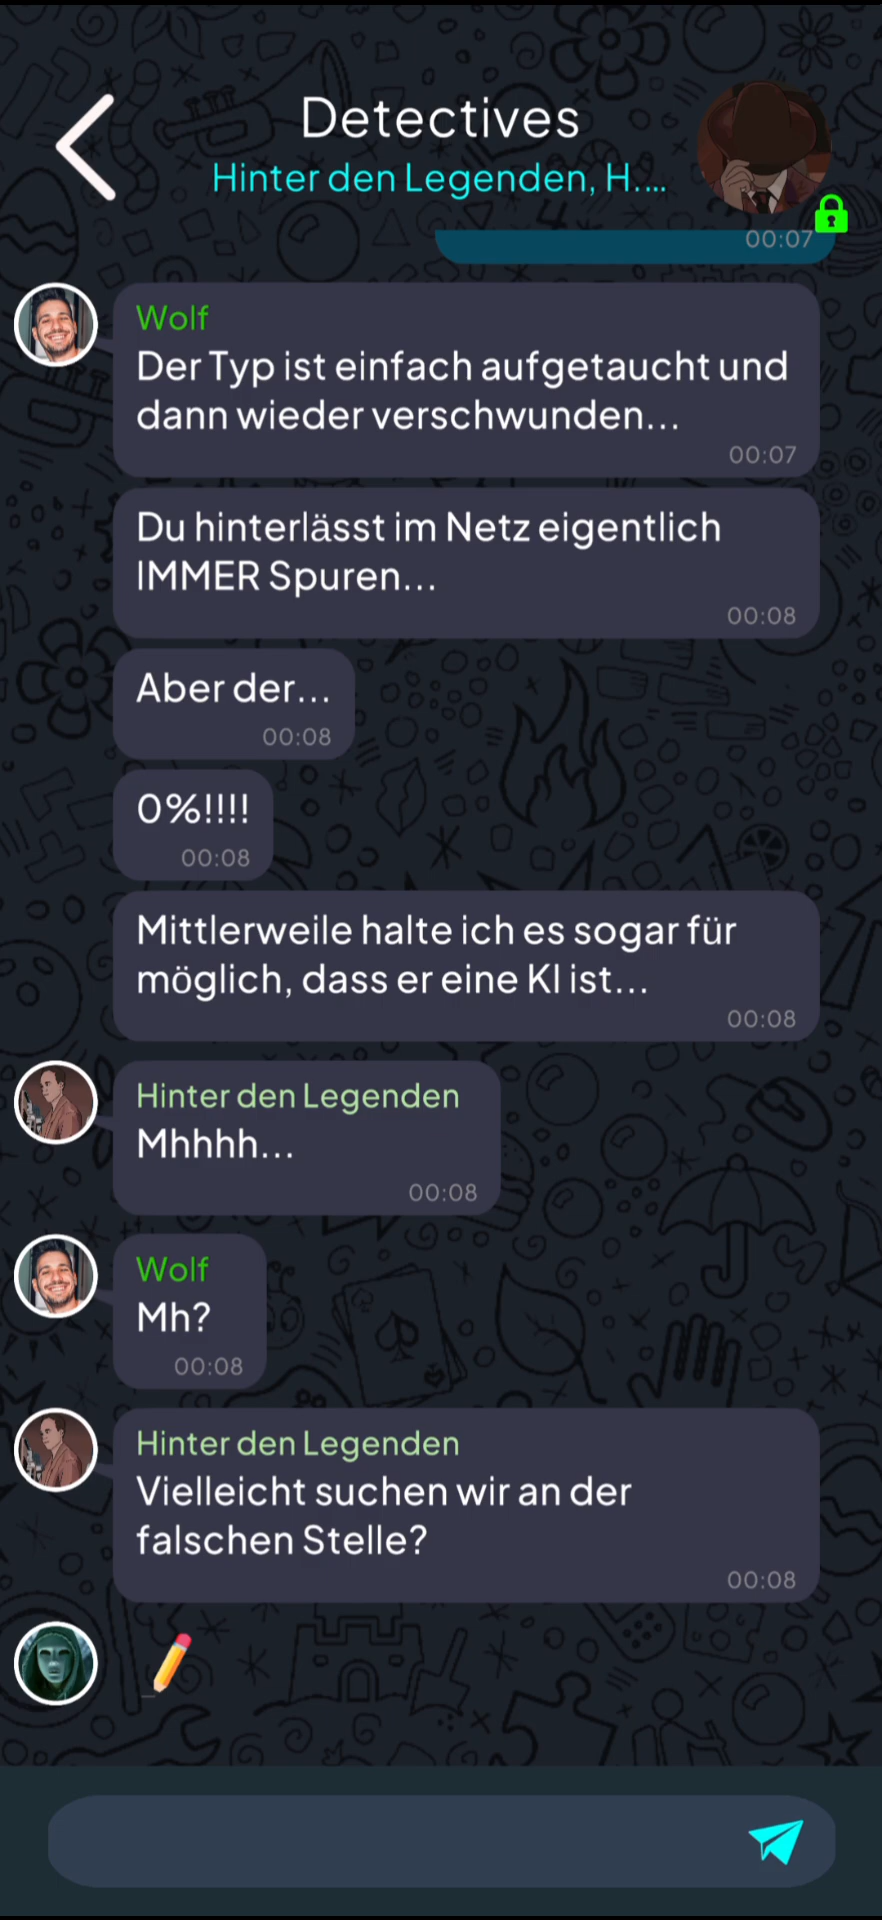 Detectives
Hinter den Legenden, H....
00:07
Wolf
Der Typ ist einfach aufgetaucht und
dann wieder verschwunden...
00:07
Du hinterlässt im Netz eigentlich
IMMER Spuren...
00:08
Aber der...
00:08
0%!!!!
00:08
Mittlerweile halte ich es sogar für
möglich, dass er eine KI ist...
00:08
Hinter den Legenden
Mhhhh...
00:08
Wolf
Mh?
00:08
Hinter den Legenden
Vielleicht suchen wir an der
falschen Stelle?
00:08